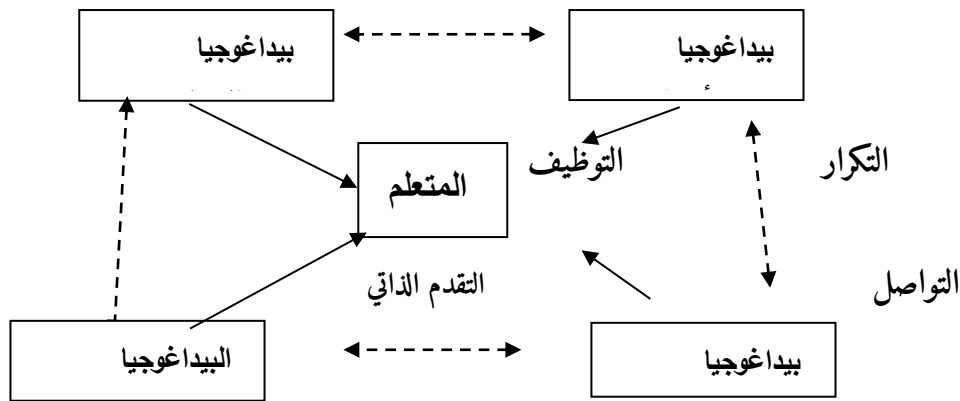 بيداغوجيا
بيداغوجيا
التكرار
التوظيف
المتعلم
التواصل
التقدم الذاتي
بيداغوجيا
البيداغوجيا